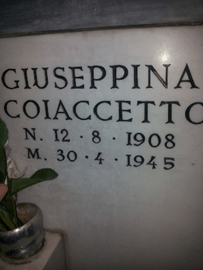 GIUSEPPINA
COIACCETTO
N. 12 · 8 · 1908
M. 30 · 4 · 1945